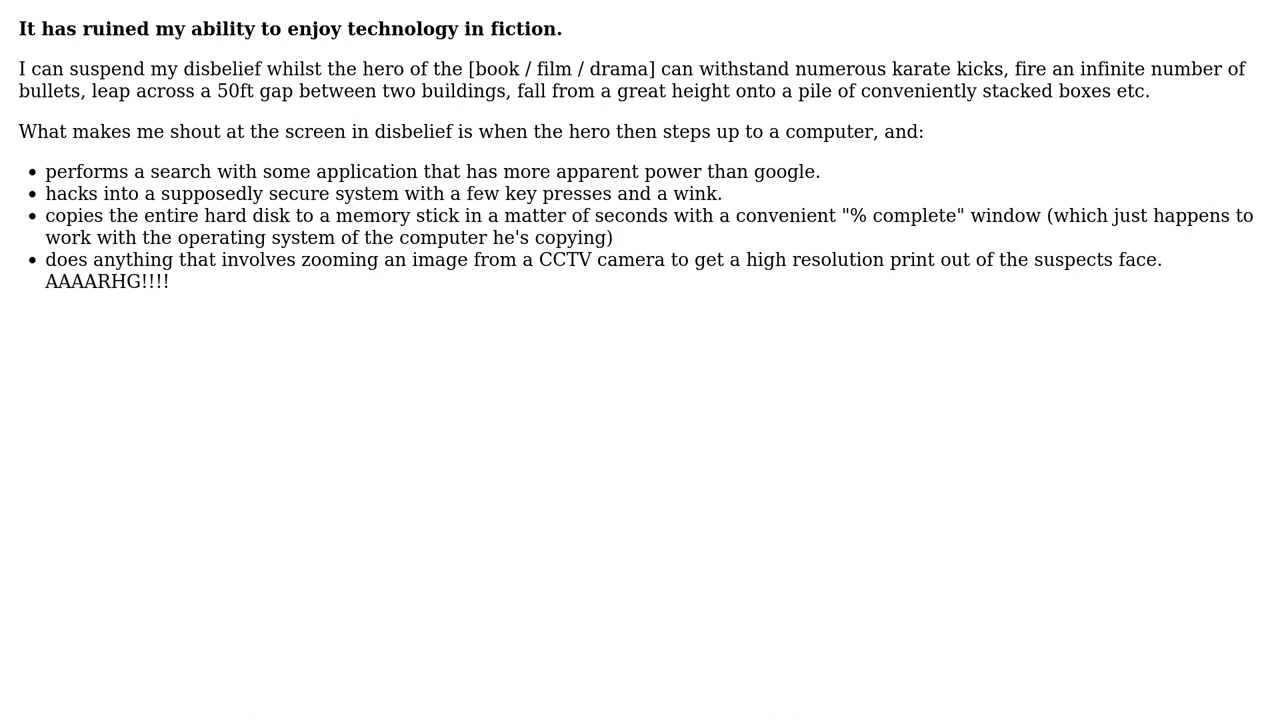 It has ruined my ability to enjoy technology in fiction.
I can suspend my disbelief whilst the hero of the [book / film / drama] can withstand numerous karate kicks, fire an infinite number of
bullets, leap across a 50ft gap between two buildings, fall from a great height onto a pile of conveniently stacked boxes etc.
What makes me shout at the screen in disbelief is when the hero then steps up to a computer, and:
• performs a search with some application that has more apparent power than google.
• hacks into a supposedly secure system with a few key presses and a wink.
• copies the entire hard disk to a memory stick in a matter of seconds with a convenient "% complete" window (which just happens to
work with the operating system of the computer he's copying)
• does anything that involves zooming an image from a CCTV camera to get a high resolution print out of the suspects face.
AAAARHG!!!!